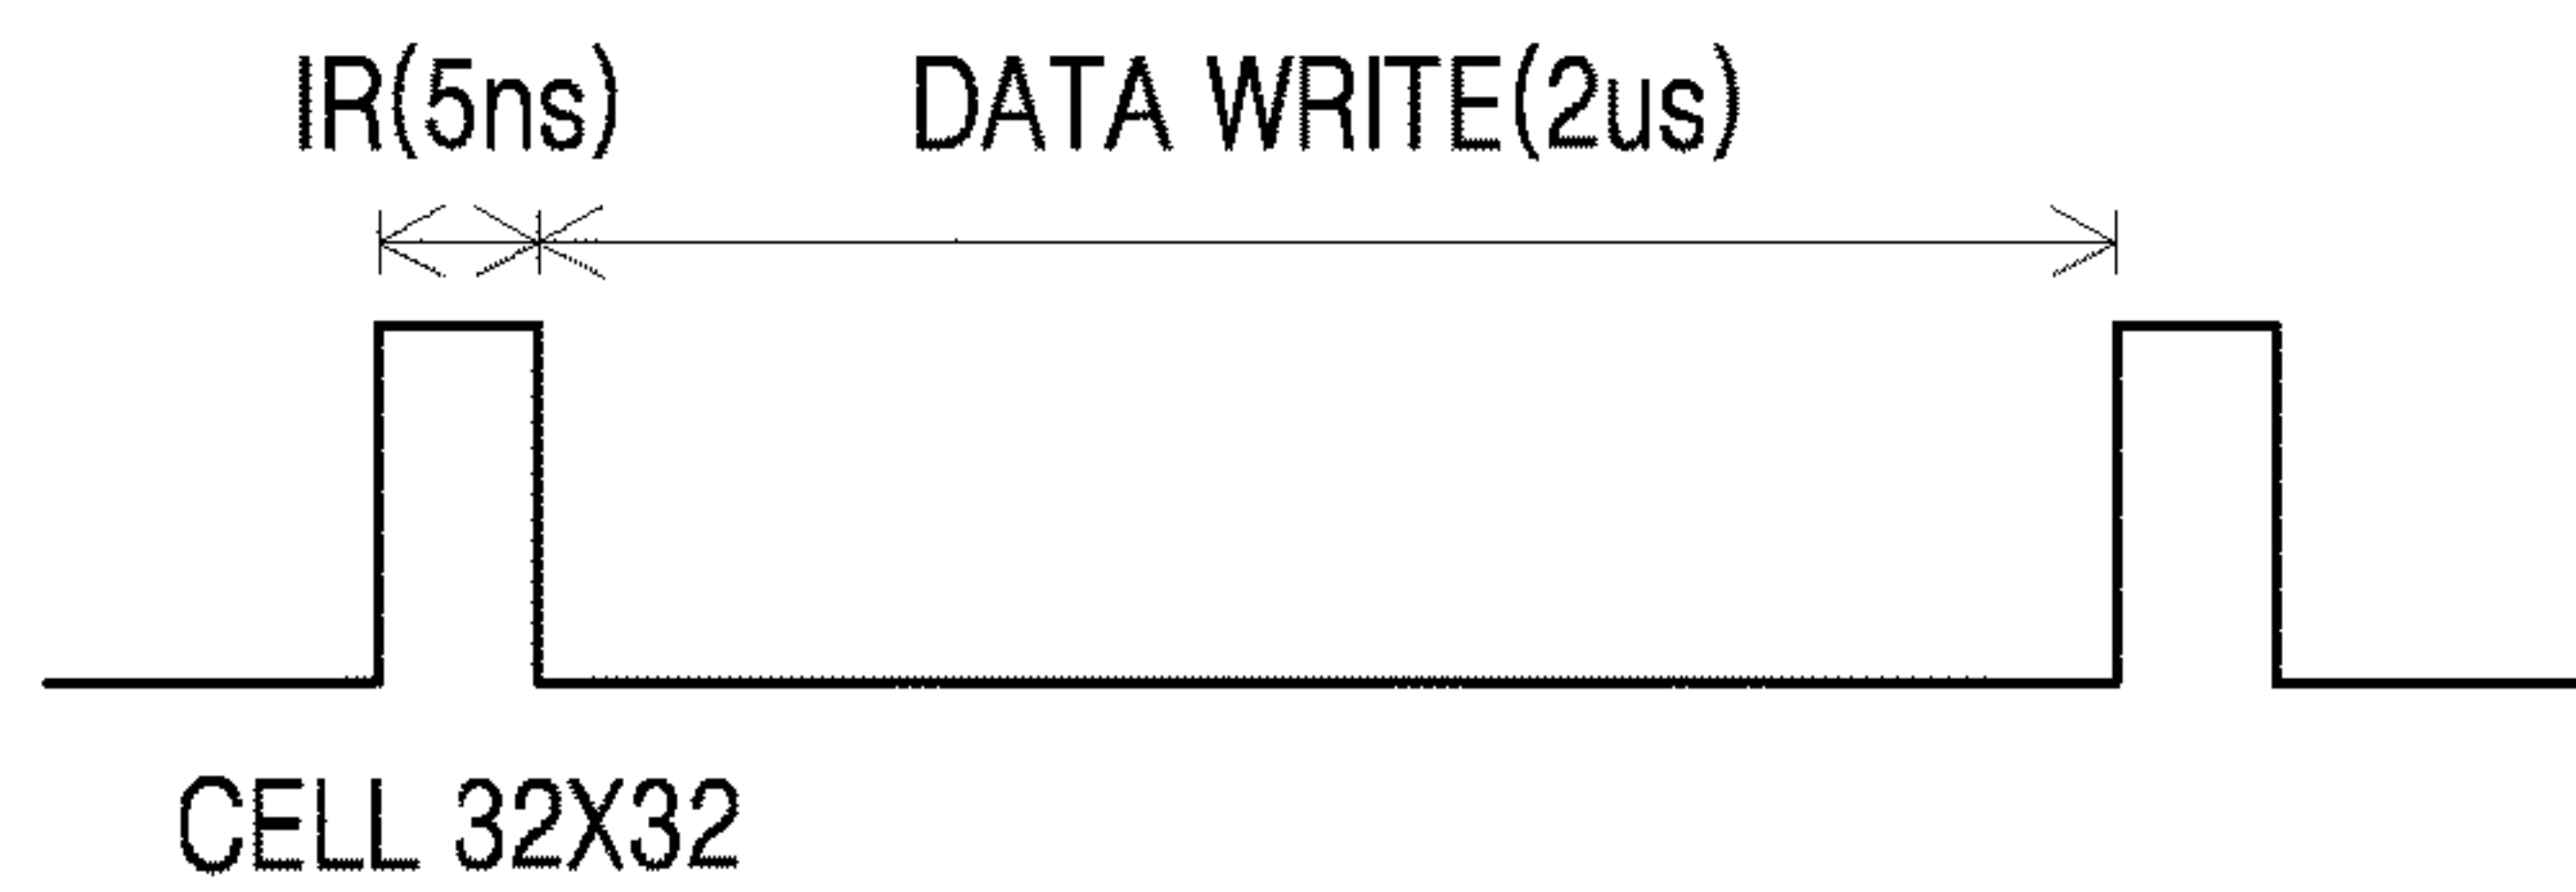 IR(5ns) DATA WRITE(2us)
CELL 32X32